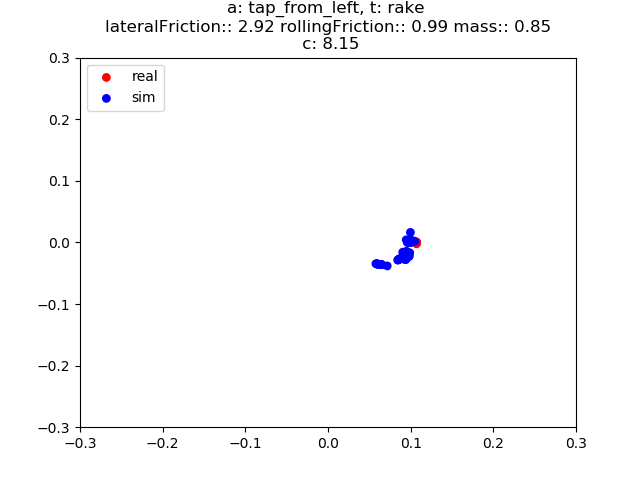 a: tap_from_left, t: rake
lateralFriction:: 2.92 rollingFriction:: 0.99 mass:: 0.85
c: 8.15
real
sim
0.3
0.2
0.1
0.0
−0.1
−0.2
−0.3
−0.3 −0.2 −0.1 0.0 0.1 0.2 0.3